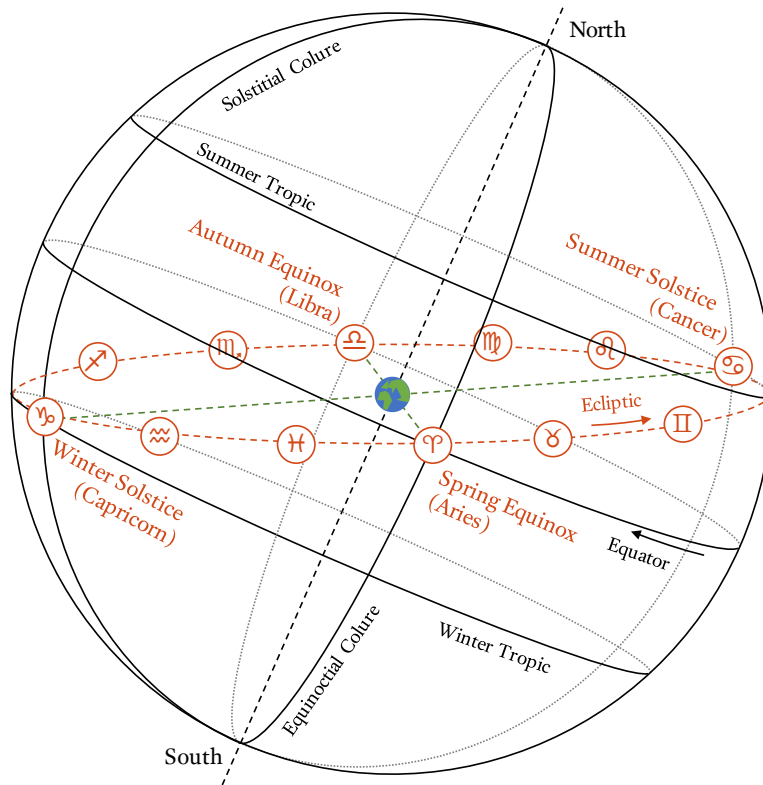 North
Solstitial Colure
Summer Tropic
Autumn Equinox
(Libra)
Summer Solstice
(Cancer)
♐
♏
♎
♍
♌
♋
Ecliptic
♑
♒
♓
♈
♉
♊
Winter Solstice
(Capricorn)
Spring Equinox
(Aries)
Equator
Equinoctial Colure
Winter Tropic
South